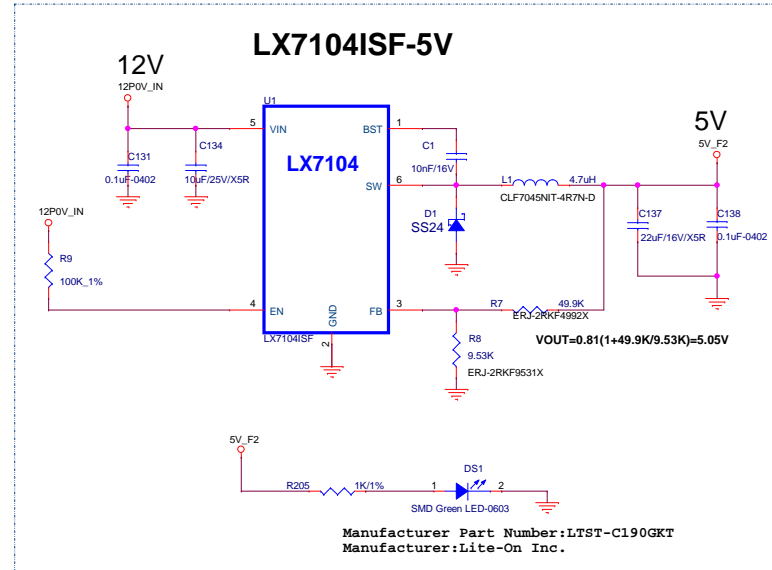 LX7104ISF-5V
12V
12P0V_IN
U1
5
VIN
BST
1
C131
0.1uF-0402
C134
10uF/25V/X5R
LX7104
C1
10nF/16V
SW
6
L1
4.7uH
CLF7045NIT-4R7N-D
5V
5V_F2
D1
SS24
C137
22uF/16V/X5R
C138
0.1uF-0402
12P0V_IN
R9
100K_1%
4
EN
GND
2
FB
3
LX7104ISF
R7
49.9K
ERJ-2RKF4992X
R8
9.53K
ERJ-2RKF9531X
VOUT=0.81(1+49.9K/9.53K)=5.05V
5V_F2
R205
1K/1%
1
DS1
2
SMD Green LED-0603
Manufacturer Part Number:LTST-C190GKT
Manufacturer:Lite-On Inc.